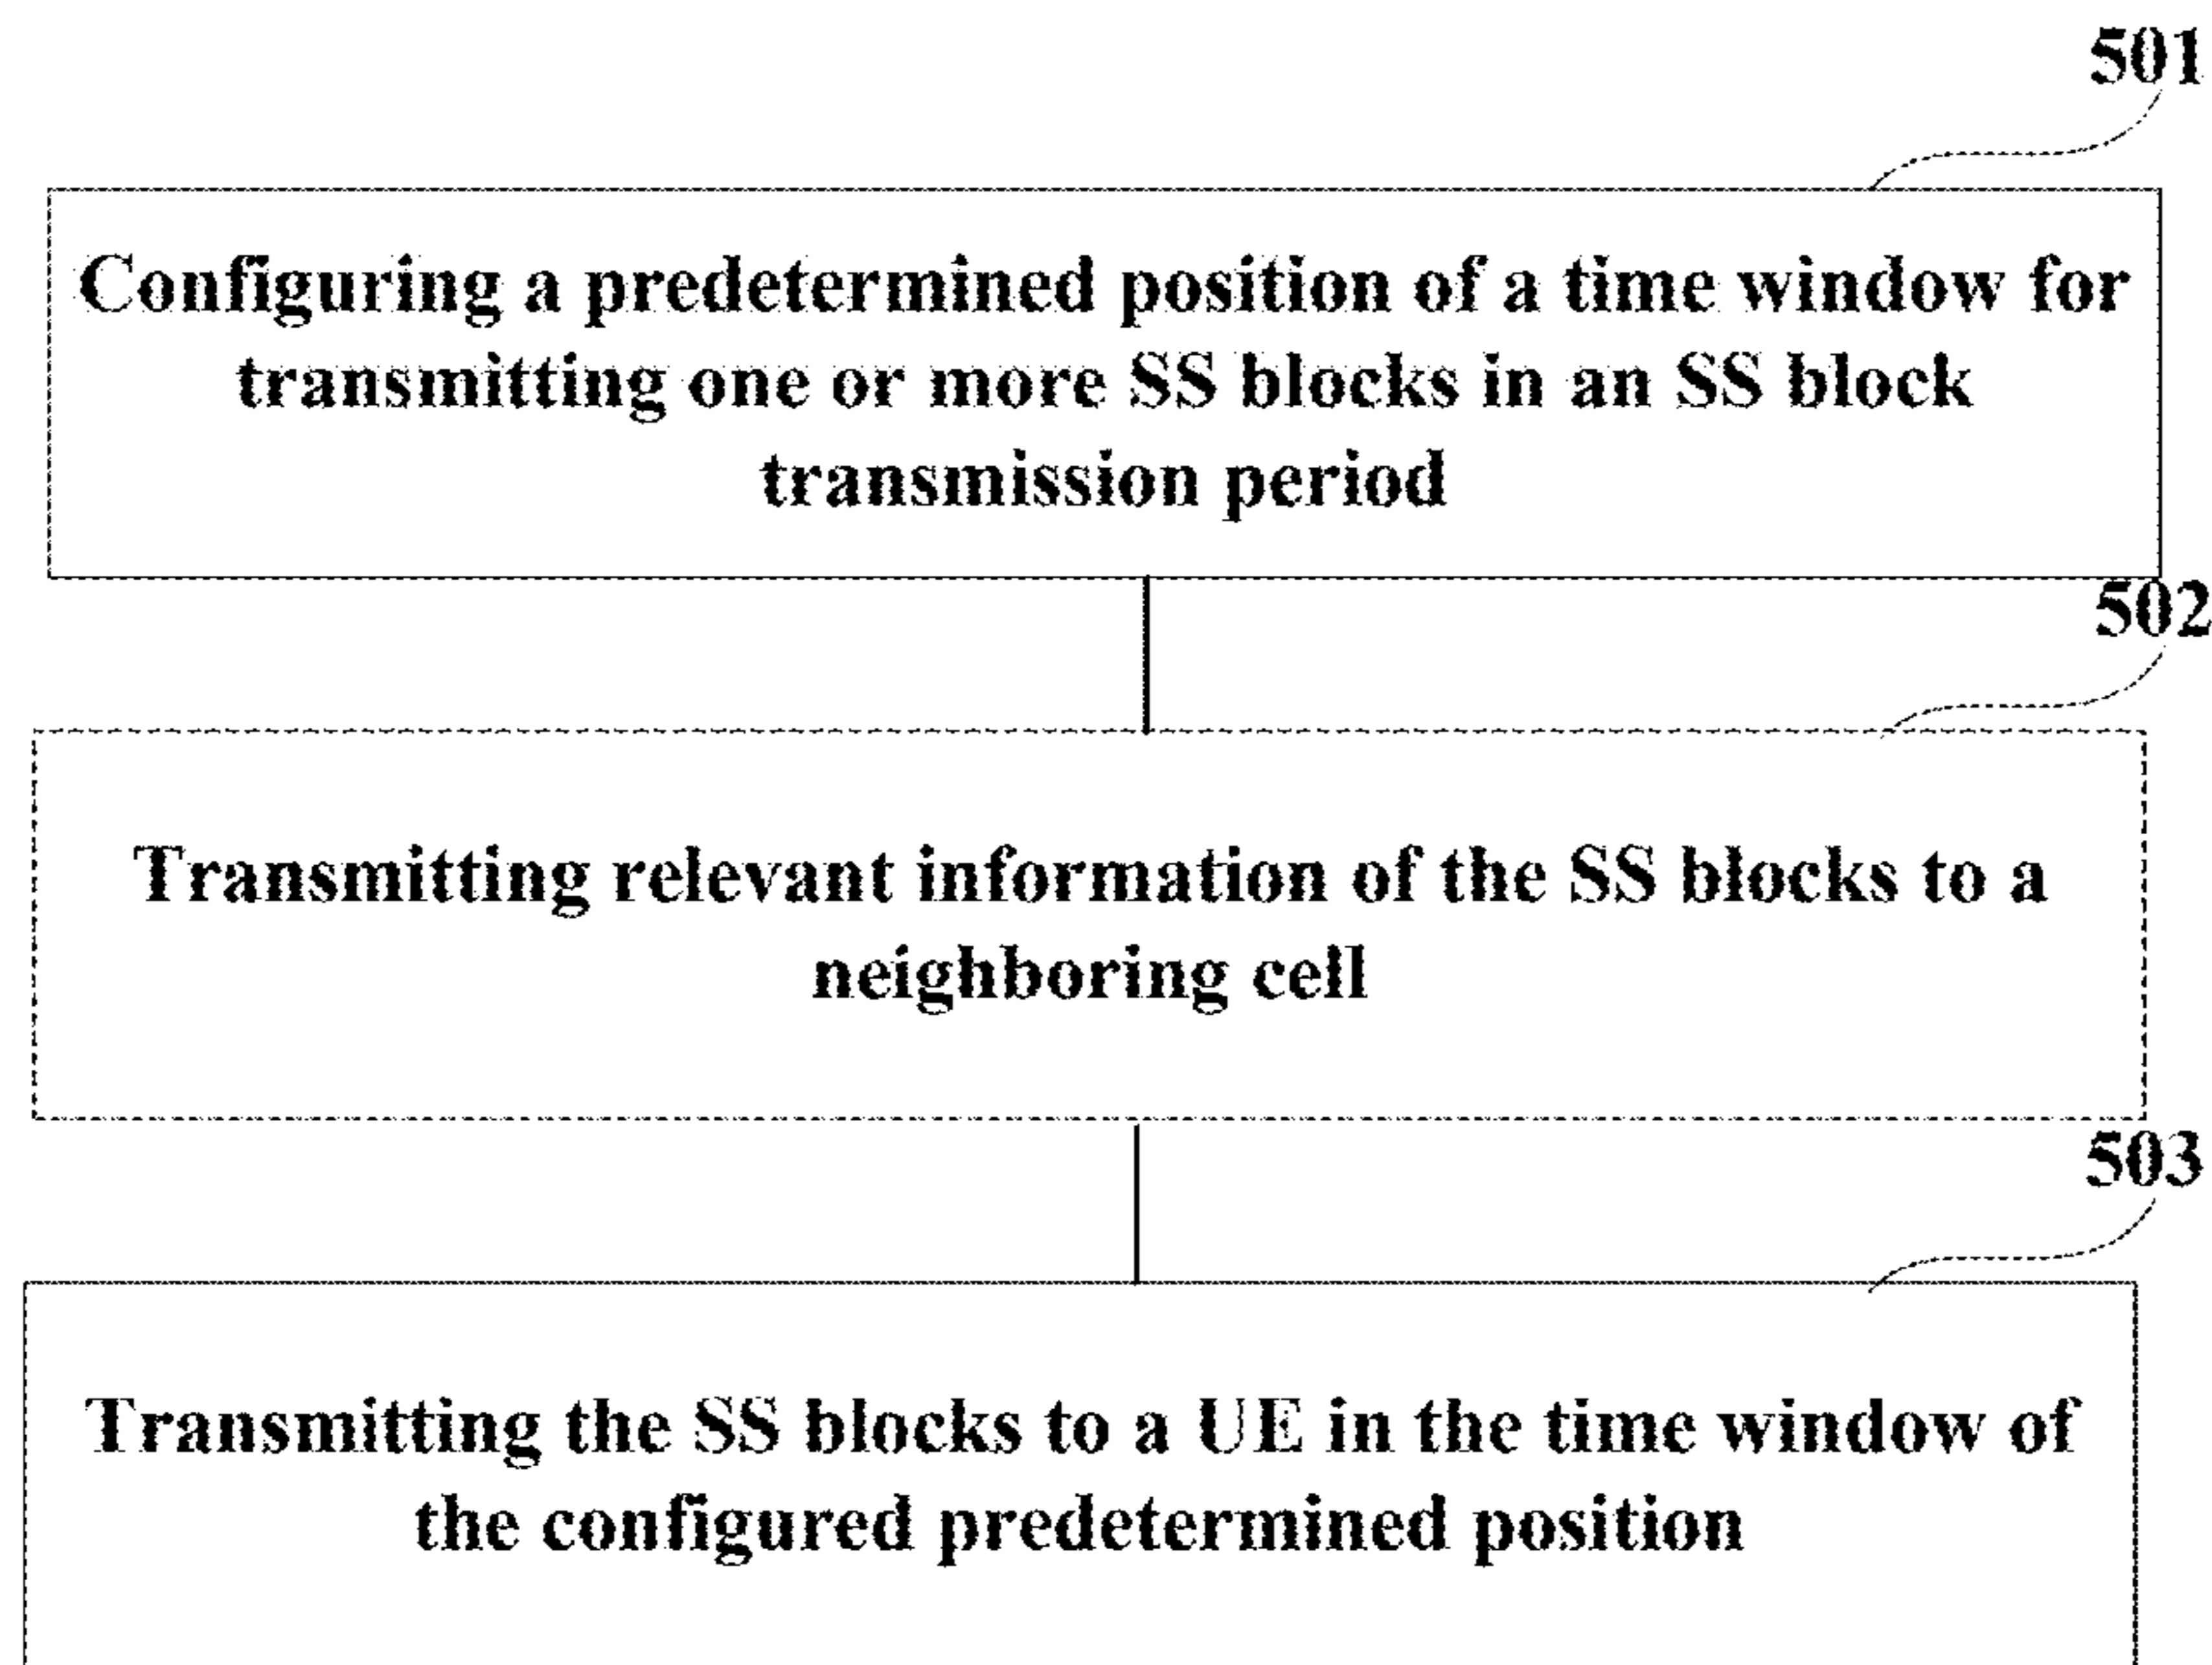 501
Configuring a predetermined position of a time window for
transmitting one or more SS blocks in an SS block
transmission period
502
Transmitting relevant information of the SS blocks to a
neighboring cell
503
Transmitting the SS blocks to a UE in the time window of
the configured predetermined position